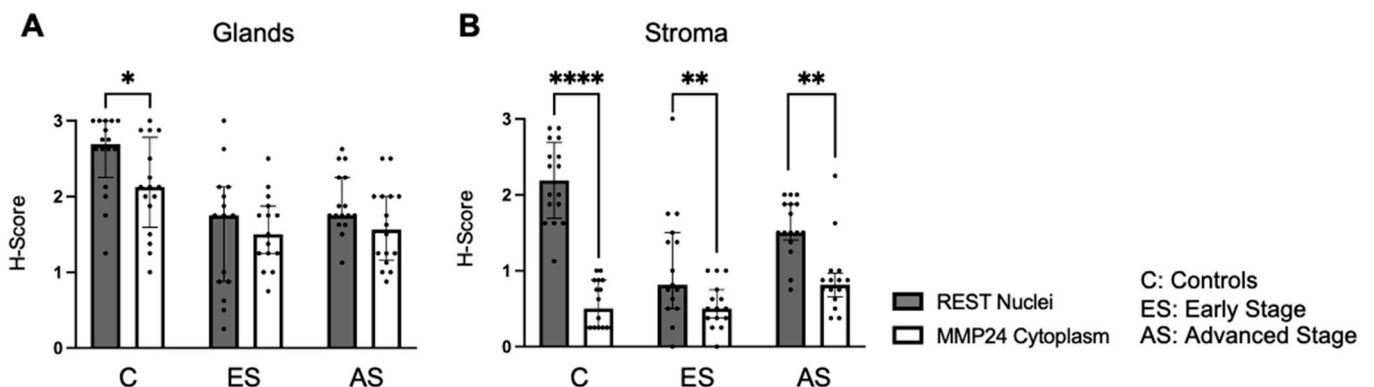 A
Glands
*
H-Score
3
2
1
0
C
ES
AS
B
Stroma
****
**
**
H-Score
3
2
1
0
C
ES
AS
REST Nuclei
MMP24 Cytoplasm
C: Controls
ES: Early Stage
AS: Advanced Stage